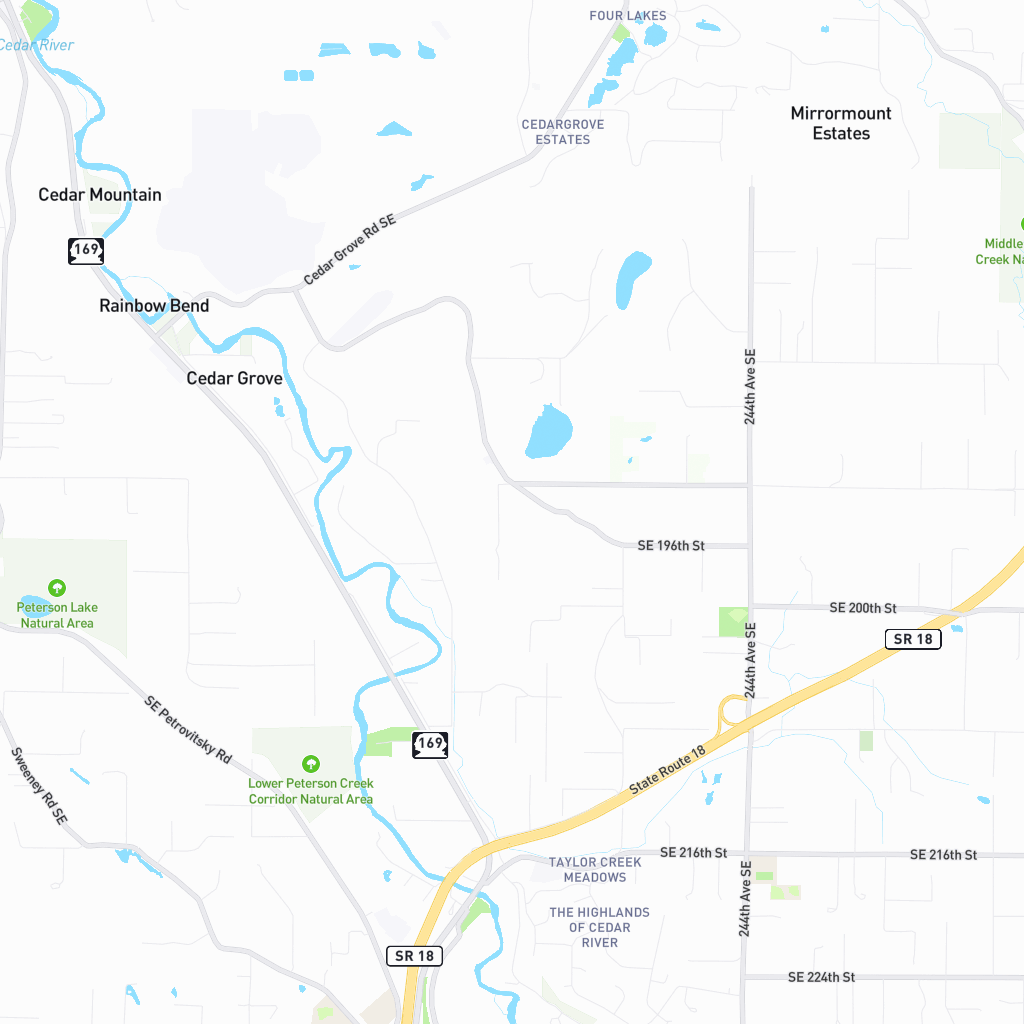 FOUR LAKES
Cedar River
Mirrormount
Estates
CEDARGROVE
ESTATES
Cedar Mountain
169
Cedar Grove Rd SE
Middle
Creek Na
Rainbow Bend
Cedar Grove
244th Ave SE
SE 196th St
Peterson Lake
Natural Area
SE 200th St
SR 18
244th Ave SE
SE Petrovitsky Rd
169
Sweeney Rd SE
State Route 18
Lower Peterson Creek
Corridor Natural Area
SE 216th St
SE 216th St
TAYLOR CREEK
MEADOWS
244th Ave SE
THE HIGHLANDS
OF CEDAR
RIVER
SR 18
SE 224th St